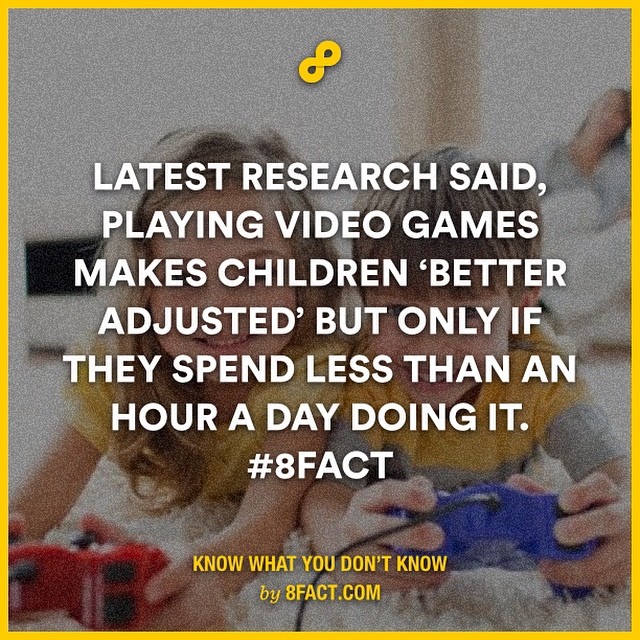 LATEST RESEARCH SAID,
PLAYING VIDEO GAMES
MAKES CHILDREN ‘BETTER
ADJUSTED’ BUT ONLY IF
THEY SPEND LESS THAN AN
HOUR A DAY DOING IT.
#8FACT
KNOW WHAT YOU DON’T KNOW
by 8FACT.COM